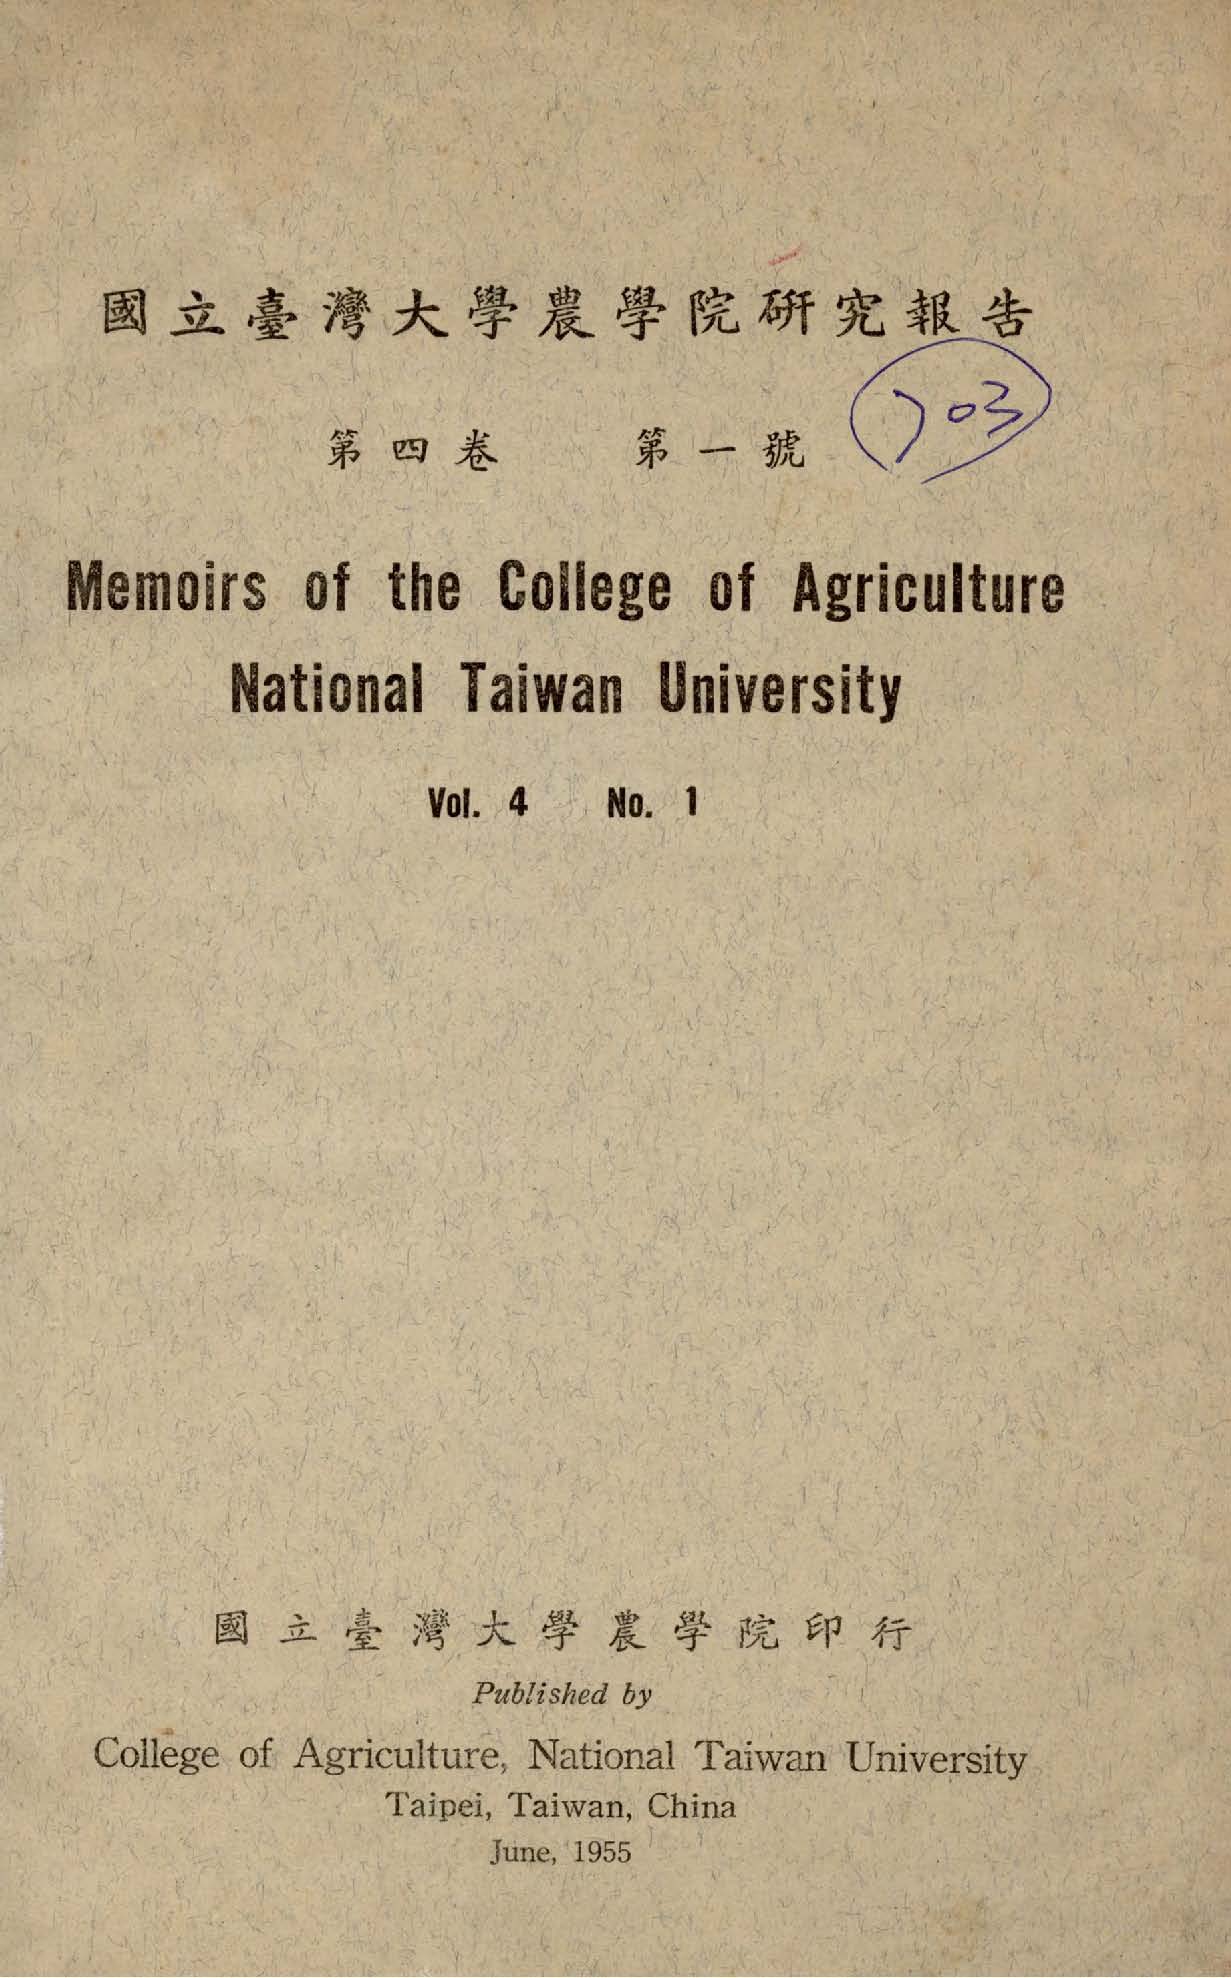 國立臺灣大學農學院研究報告
第四卷 第一號
703
Memoirs of the College of Agriculture
National Taiwan University
Vol. 4 No. 1
國立臺灣大學農學院印行
Published by
College of Agriculture, National Taiwan University
Taipei, Taiwan, China
June, 1955